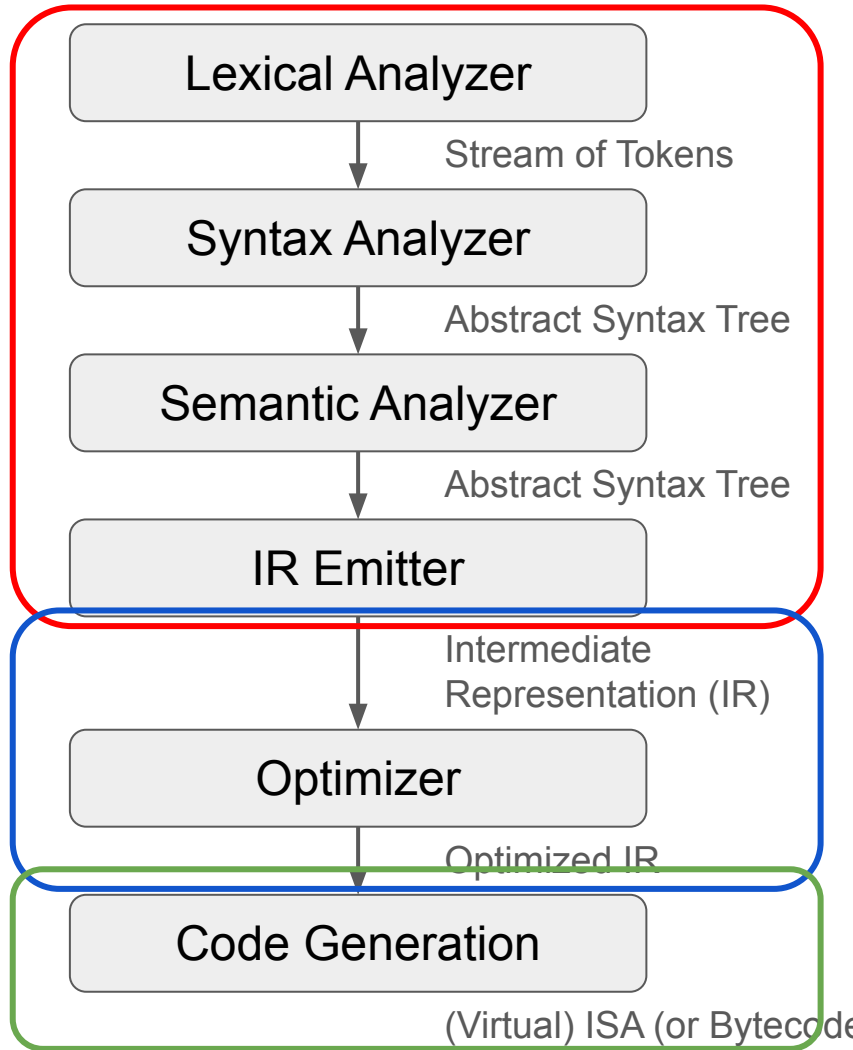 Lexical Analyzer
Stream of Tokens
Syntax Analyzer
Abstract Syntax Tree
Semantic Analyzer
Abstract Syntax Tree
IR Emitter
Intermediate
Representation (IR)
Optimizer
Optimized IR
Code Generation
(Virtual) ISA (or Bytecode